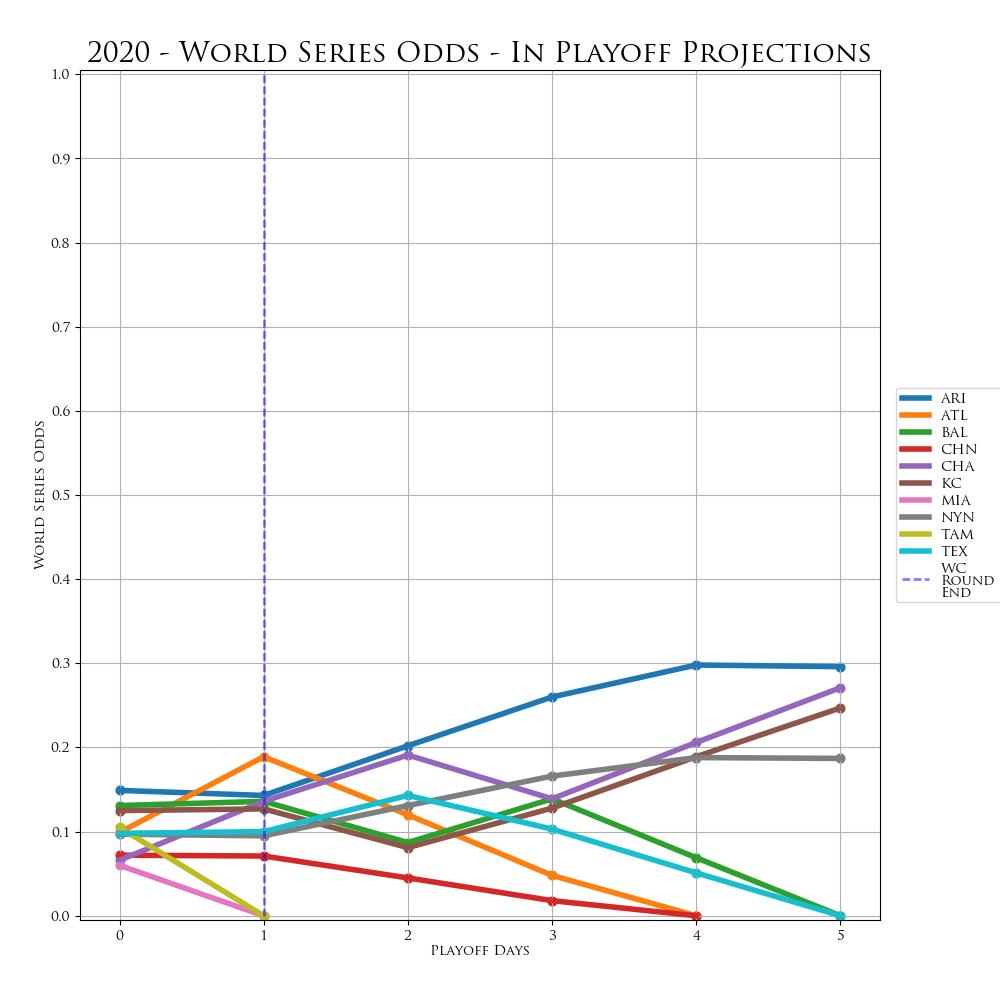 2020 - World Series Odds - In Playoff Projections
1.0
0.9
0.8
0.7
0.6
0.5
0.4
0.3
0.2
0.1
0.0
World Series Odds
0 1 2 3 4 5
Playoff Days
ARI
ATL
BAL
CHN
CHA
KC
MIA
NYN
TAM
TEX
WC
Round
End